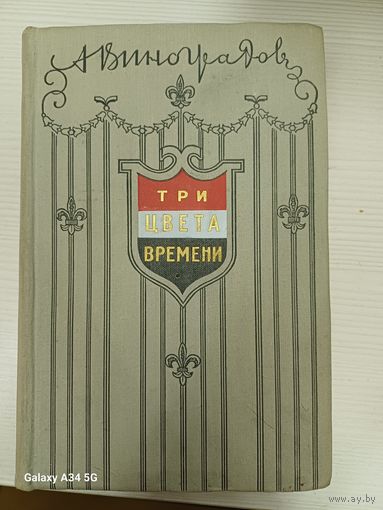 А Виноградов
ТРИ
ЦВЕТА
ВРЕМЕНИ
Galaxy A34 5G
www.ay.by